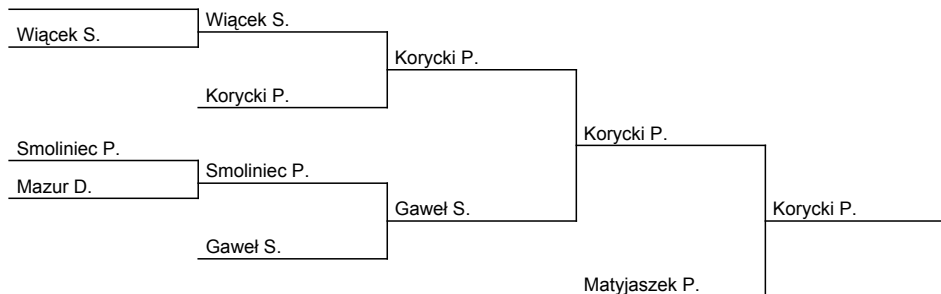 Wiącek S.
Wiącek S.
Korycki P.
Korycki P.
Korycki P.
Smoliniec P.
Smoliniec P.
Mazur D.
Gaweł S.
Korycki P.
Gaweł S.
Matyjaszek P.